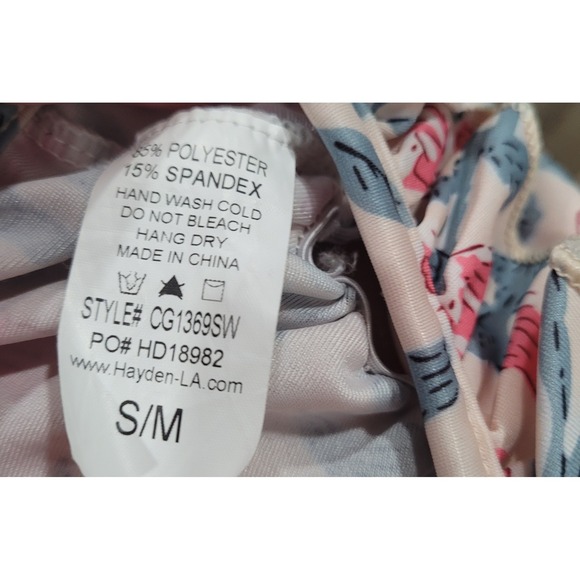 85% POLYESTER
15% SPANDEX
HAND WASH COLD
DO NOT BLEACH
HANG DRY
MADE IN CHINA
STYLE# CG1369SW
PO# HD18982
www.Hayden-LA.com
S/M